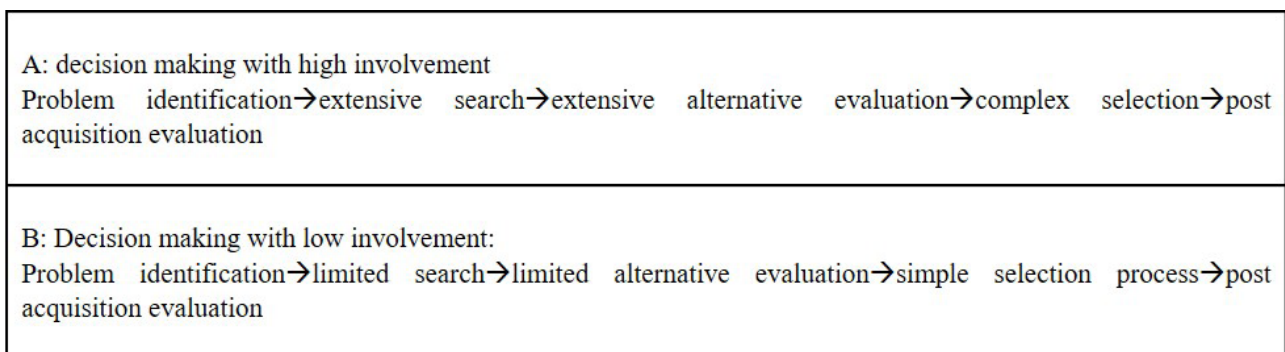 A: decision making with high involvement
Problem identification→extensive search→extensive alternative evaluation→complex selection→post
acquisition evaluation
B: Decision making with low involvement:
Problem identification→limited search→limited alternative evaluation→simple selection process→post
acquisition evaluation